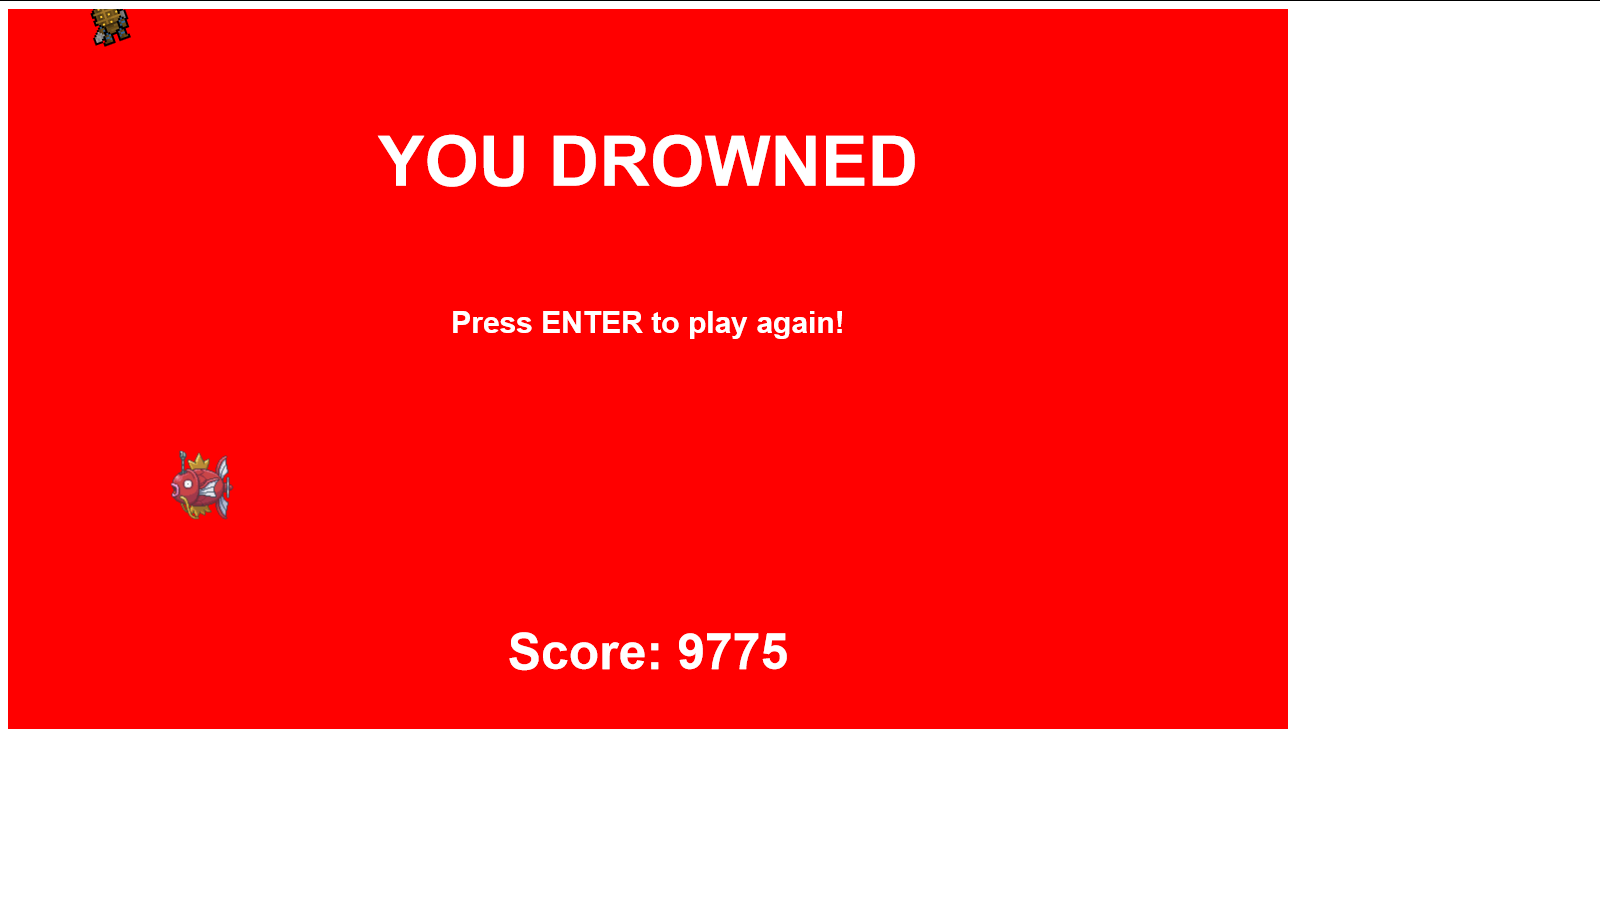 YOU DROWNED
Press ENTER to play again!
Score: 9775